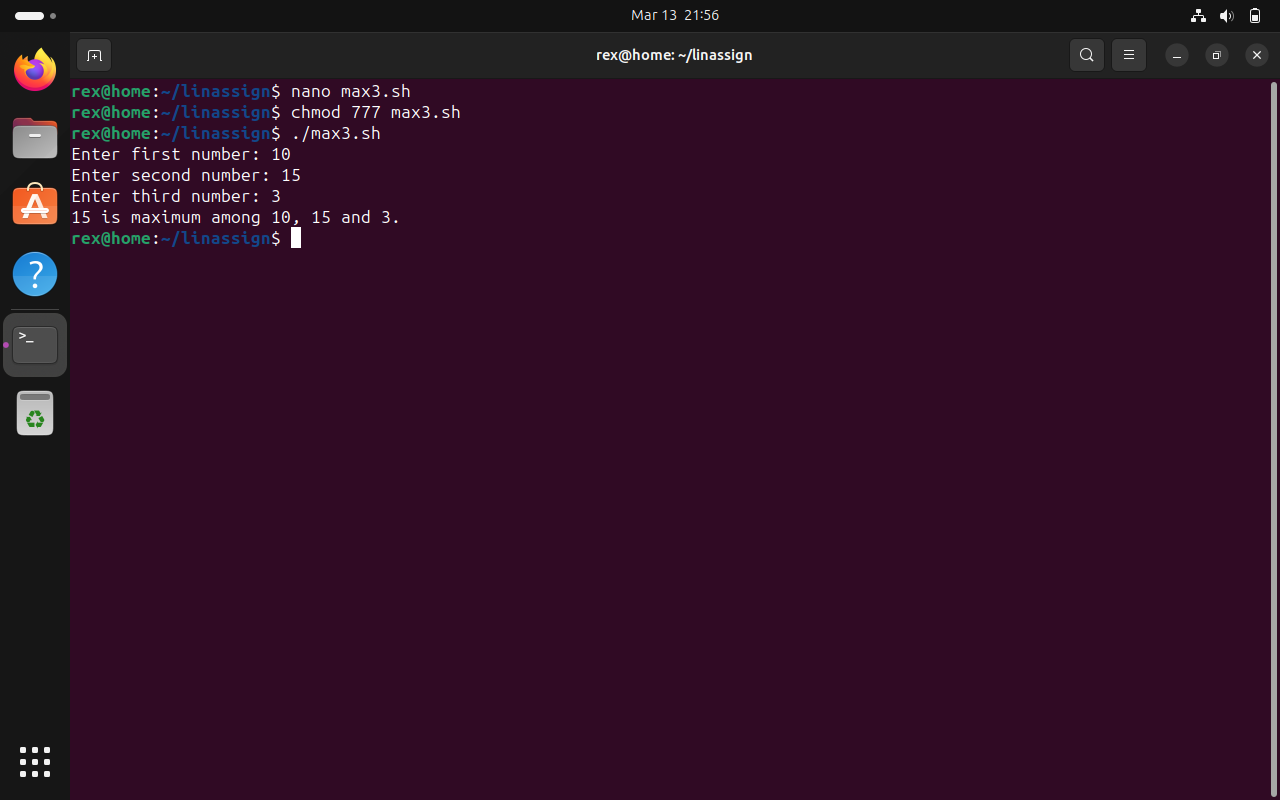 Mar 13 21:56
rex@home: ~/linassign
rex@home:~/linassign$ nano max3.sh
rex@home:~/linassign$ chmod 777 max3.sh
rex@home:~/linassign$ ./max3.sh
Enter first number: 10
Enter second number: 15
Enter third number: 3
15 is maximum among 10, 15 and 3.
rex@home:~/linassign$